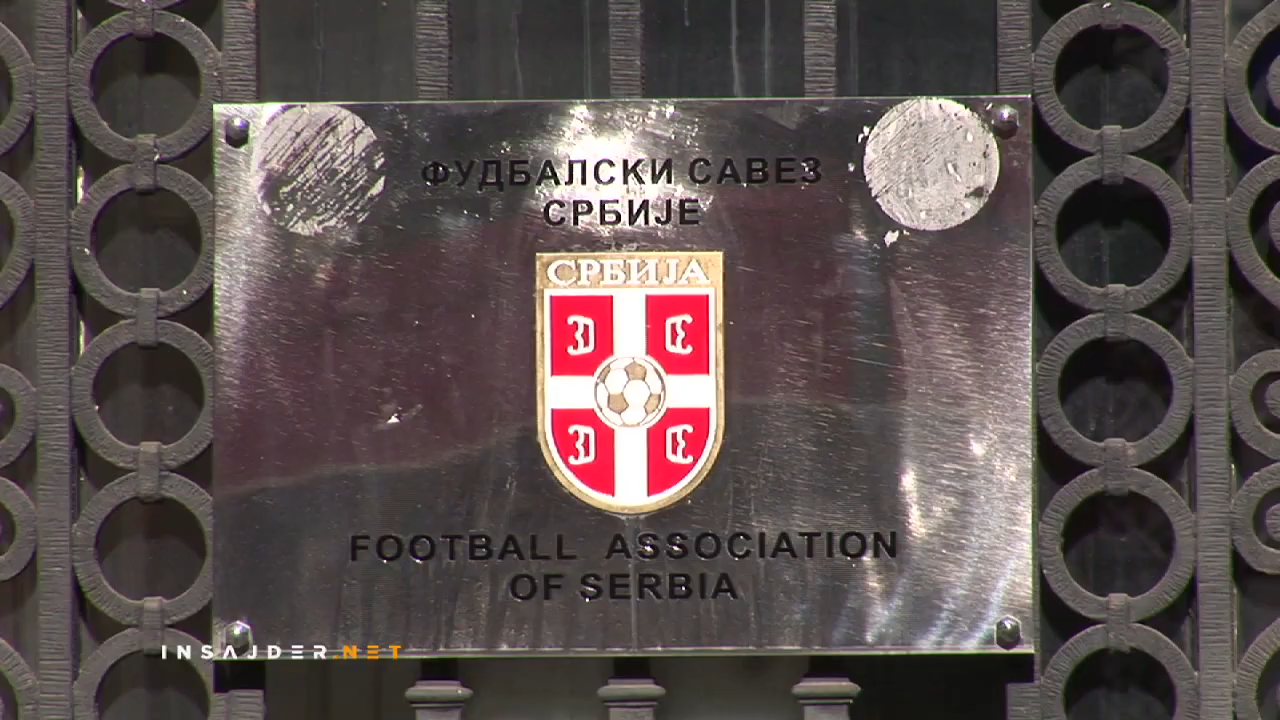 ФУДБАЛСКИ САВЕЗ
СРБИЈЕ
СРБИЈА
FOOTBALL ASSOCIATION
OF SERBIA
INSAJDER.NET